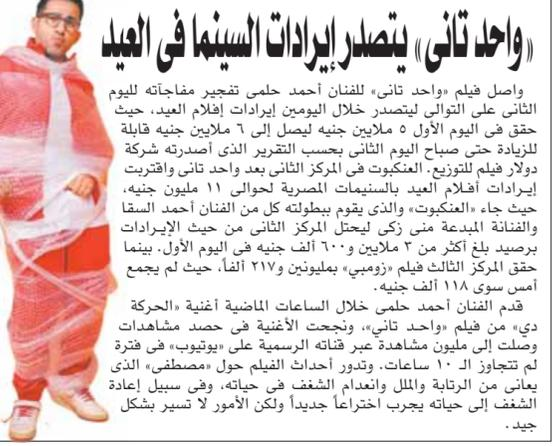 «واحد تانى» يتصدر إيرادات السينما فى العيد
واصل فيلم «واحد تانى» للفنان أحمد حلمى تفجير مفاجآته لليوم
الثانى على التوالى ليتصدر خلال اليومين إيرادات إفلام العيد، حيث
حقق فى اليوم الأول ٥ ملايين جنيه ليصل إلى ٦ ملايين جنيه قابلة
للزيادة حتى صباح اليوم الثانى بحسب التقرير الذى أصدرته شركة
دولار فيلم للتوزيع. العنكبوت فى المركز الثانى بعد واحد تانى واقتربت
إيـرادات أفـلام العيد بالسنيمات المصرية لحوالى ١١ مليون جنيه،
حيث جاء «العنكبوت» والذى يقوم ببطولته كل من الفنان أحمد السقا
والفنانة المبدعة منى زكى ليحتل المركز الثانى من حيث الإيـرادات
برصيد بلغ أكثر من ٣ ملايين و٦٠٠ ألف جنيه فى اليوم الأول. بينما
حقق المركز الثالث فيلم «زومبي» بمليونين و٢١٧ ألفاً، حيث لم يجمع
أمس سوى ١١٨ ألف جنيه.
قدم الفنان أحمد حلمى خلال الساعات الماضية أغنية «الحركة
دي» من فيلم «واحـد تاني»، ونجحت الأغنية فى حصد مشاهدات
وصلت إلى مليون مشاهدة عبر قناته الرسمية على «يوتيوب» فى فترة
لم تتجاوز الـ ١٠ ساعات. وتدور أحداث الفيلم حول «مصطفى» الذى
يعانى من الرتابة والملل وانعدام الشغف فى حياته، وفى سبيل إعادة
الشغف إلى حياته يجرب اختراعاً جديداً ولكن الأمور لا تسير بشكل
جيد.